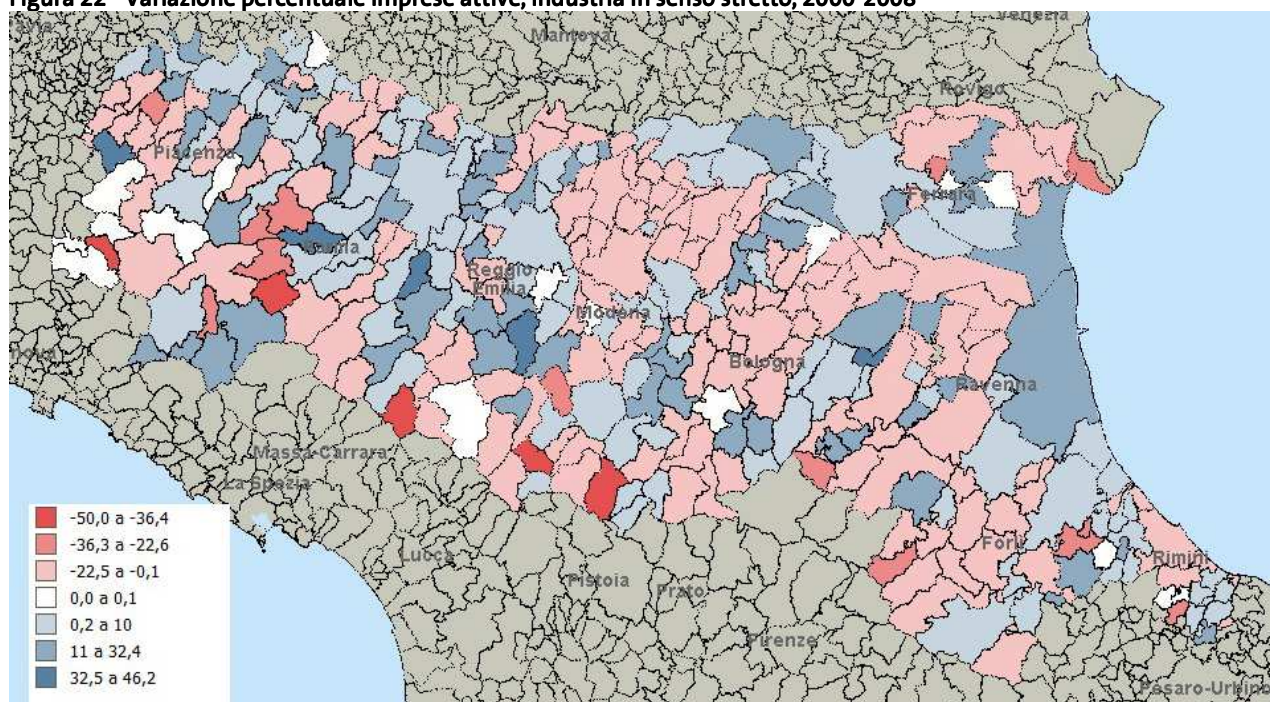 Figura 22 - Variazione percentuale imprese attive, industria in senso stretto, 2000-2008
Venezia
Mantova
Rovigo
Piacenza
Ferrara
Parma
Reggio
Emilia
Modena
Bologna
Ravenna
Massa-Carrara
La Spezia
Lucca
Pistoia
Prato
Firenze
Forlì
Rimini
Pesaro-Urbino
-50,0 a -36,4
-36,3 a -22,6
-22,5 a -0,1
0,0 a 0,1
0,2 a 10
11 a 32,4
32,5 a 46,2